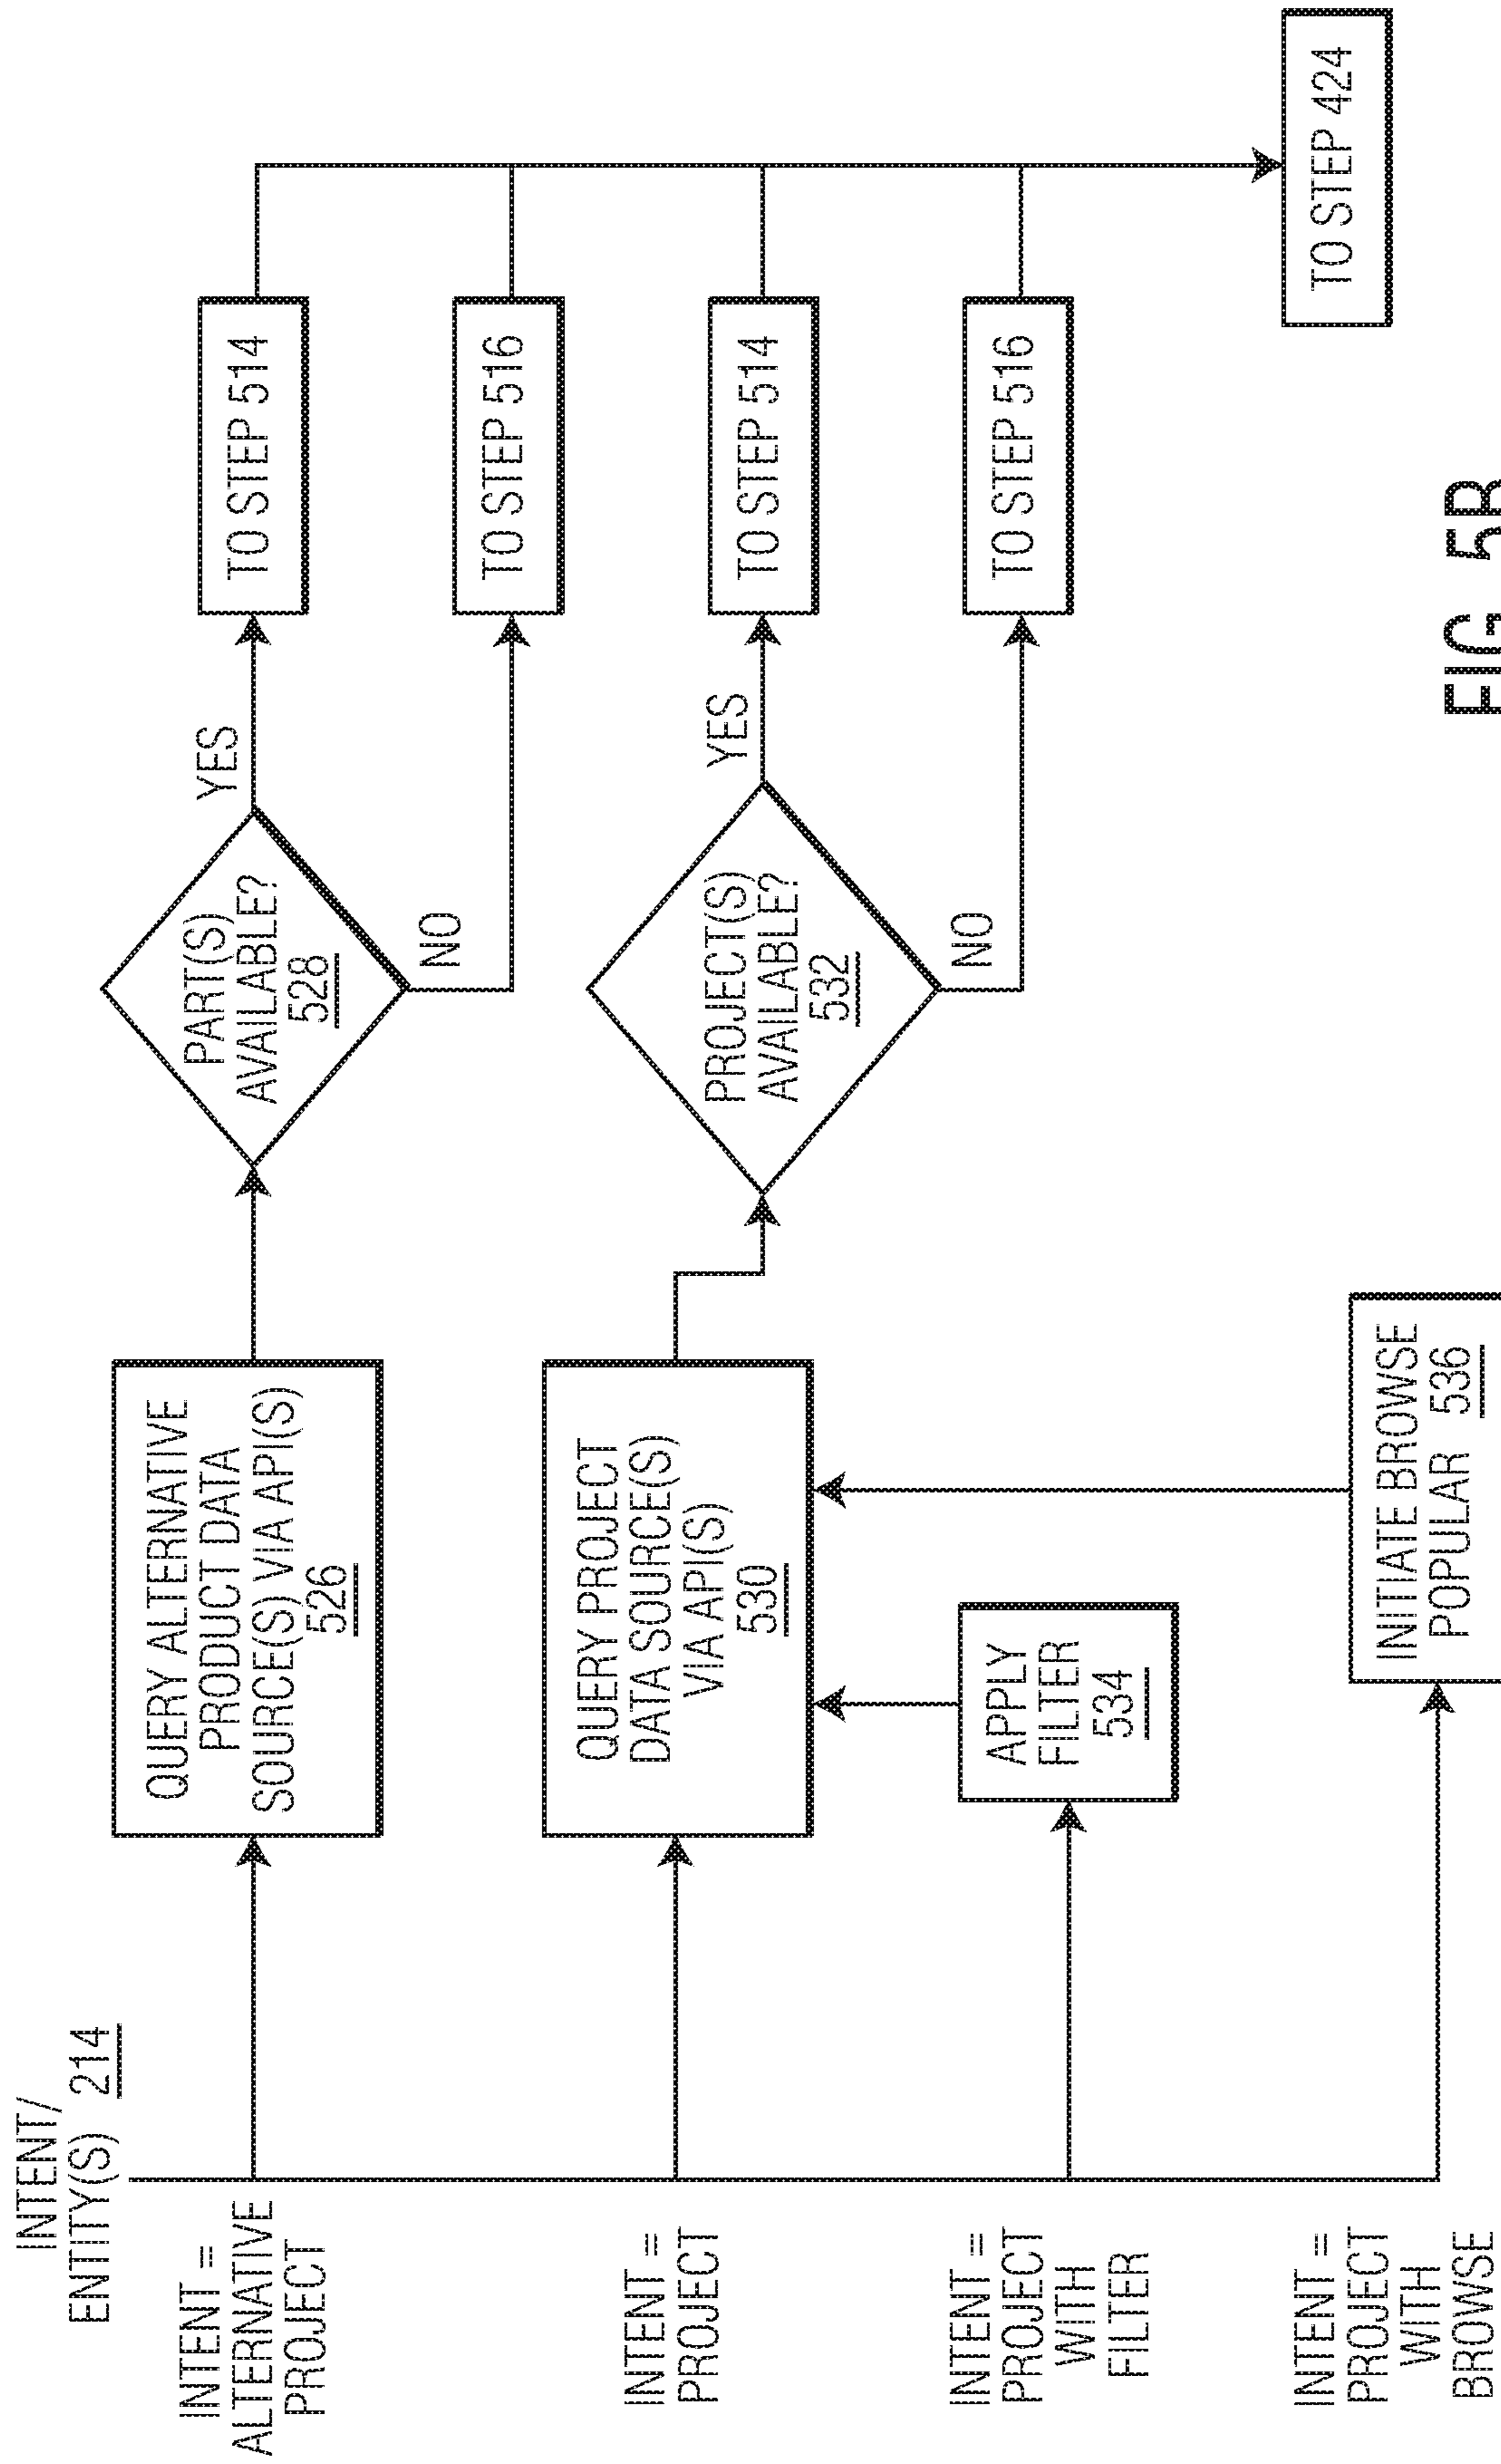 INTENT/
ENTITY(S) 214
INTENT =
ALTERNATIVE
PROJECT
QUERY ALTERNATIVE
PRODUCT DATA
SOURCE(S) VIA API(S)
526
PART(S)
AVAILABLE?
528
YES
NO
TO STEP 514
TO STEP 516
INTENT =
PROJECT
QUERY PROJECT
DATA SOURCE(S)
VIA API(S)
530
PROJECT(S)
AVAILABLE?
532
YES
NO
TO STEP 514
TO STEP 516
INTENT =
PROJECT
WITH
FILTER
APPLY
FILTER
534
INTENT =
PROJECT
WITH
BROWSE
INITIATE BROWSE
POPULAR 536
TO STEP 424
FIG. 5B